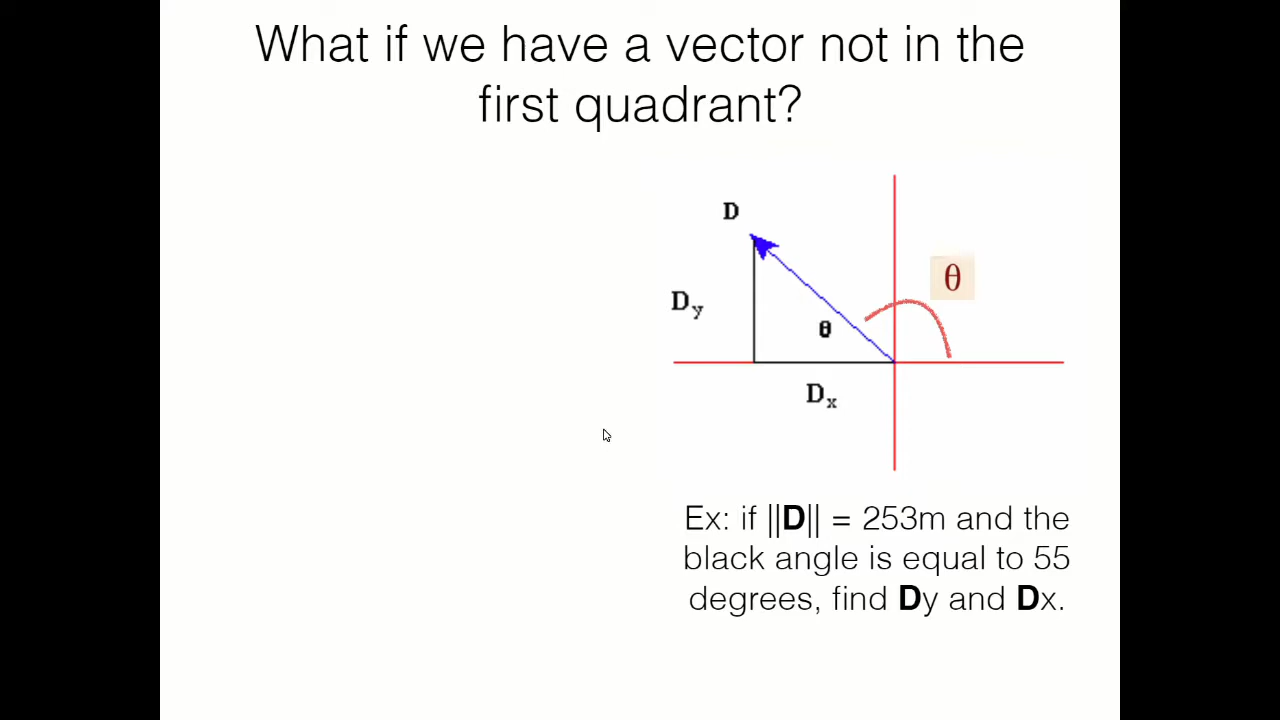 What if we have a vector not in the
first quadrant?
D
θ
Dy
θ
Dx
Ex: if ||D|| = 253m and the
black angle is equal to 55
degrees, find Dy and Dx.